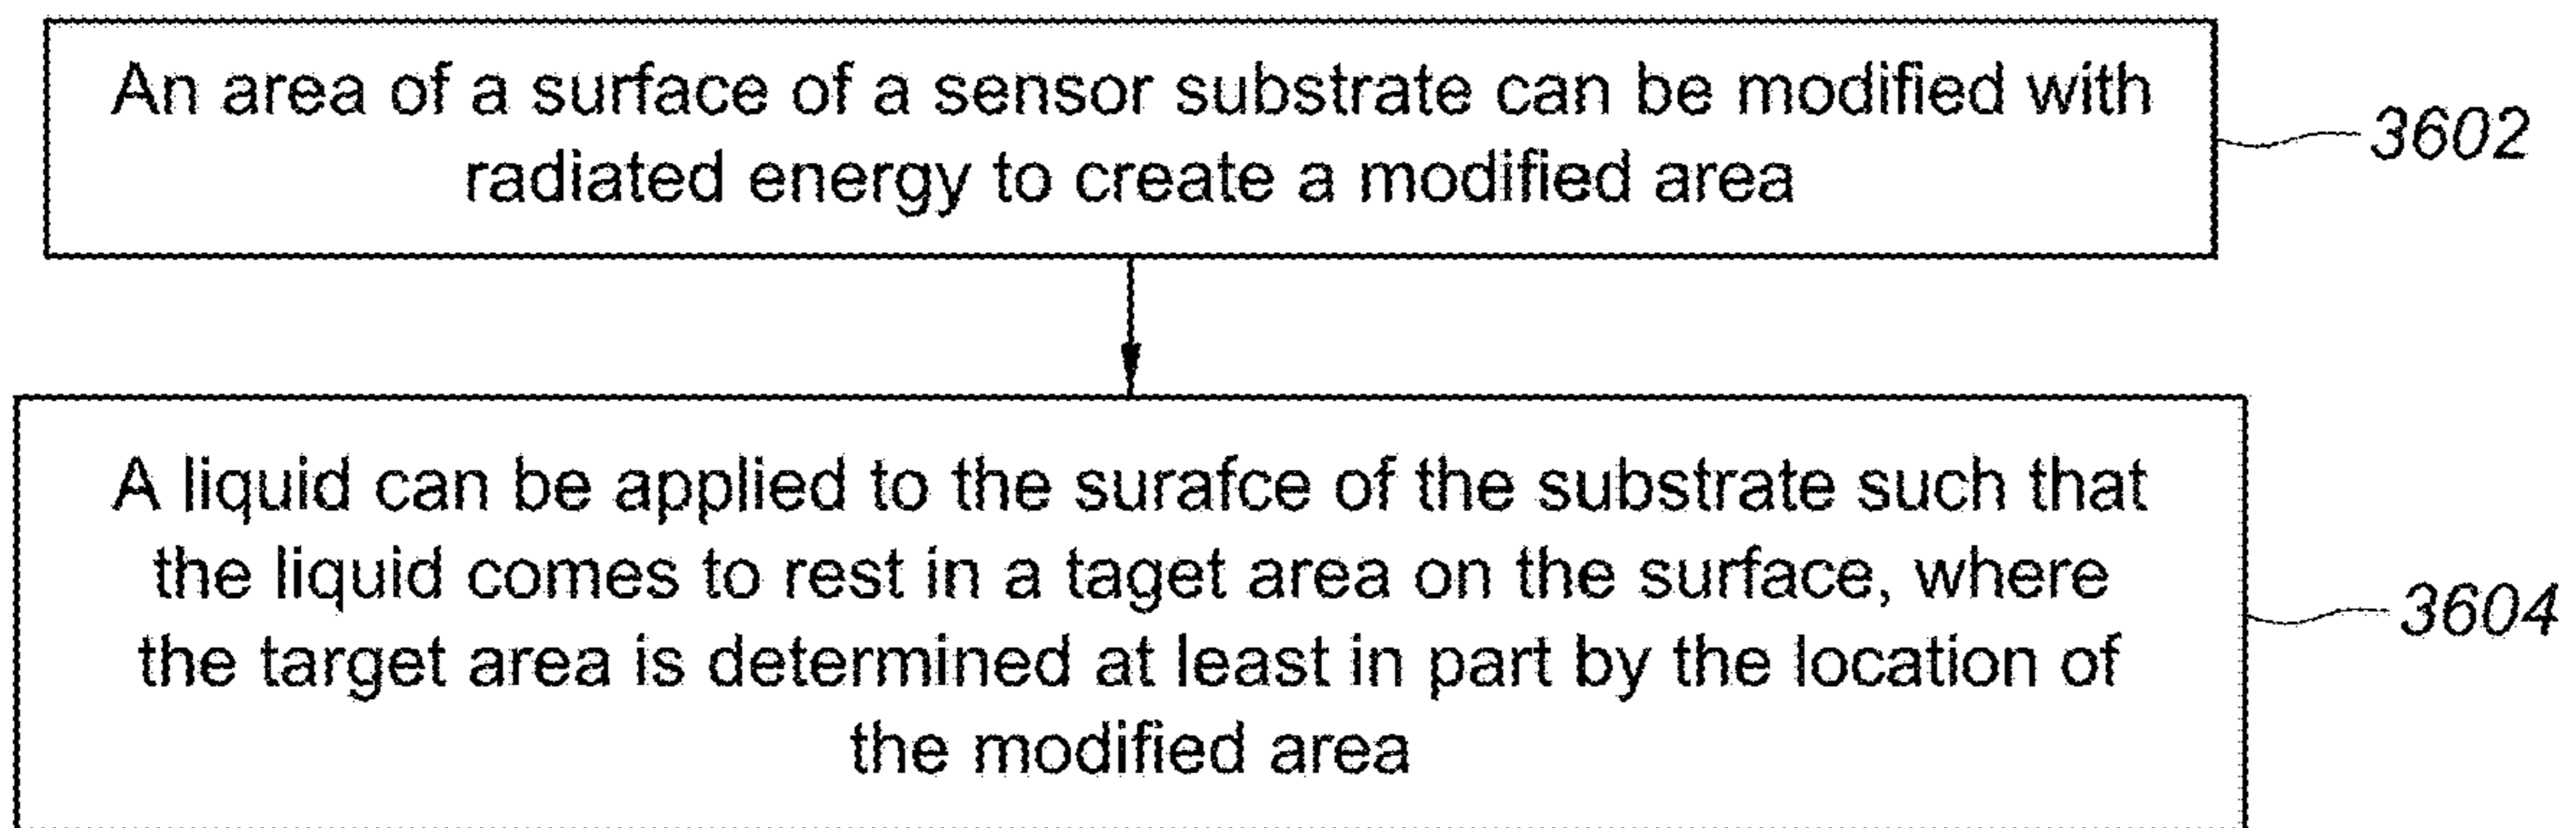 An area of a surface of a sensor substrate can be modified with
radiated energy to create a modified area
3602
A liquid can be applied to the surafce of the substrate such that
the liquid comes to rest in a taget area on the surface, where
the target area is determined at least in part by the location of
the modified area
3604